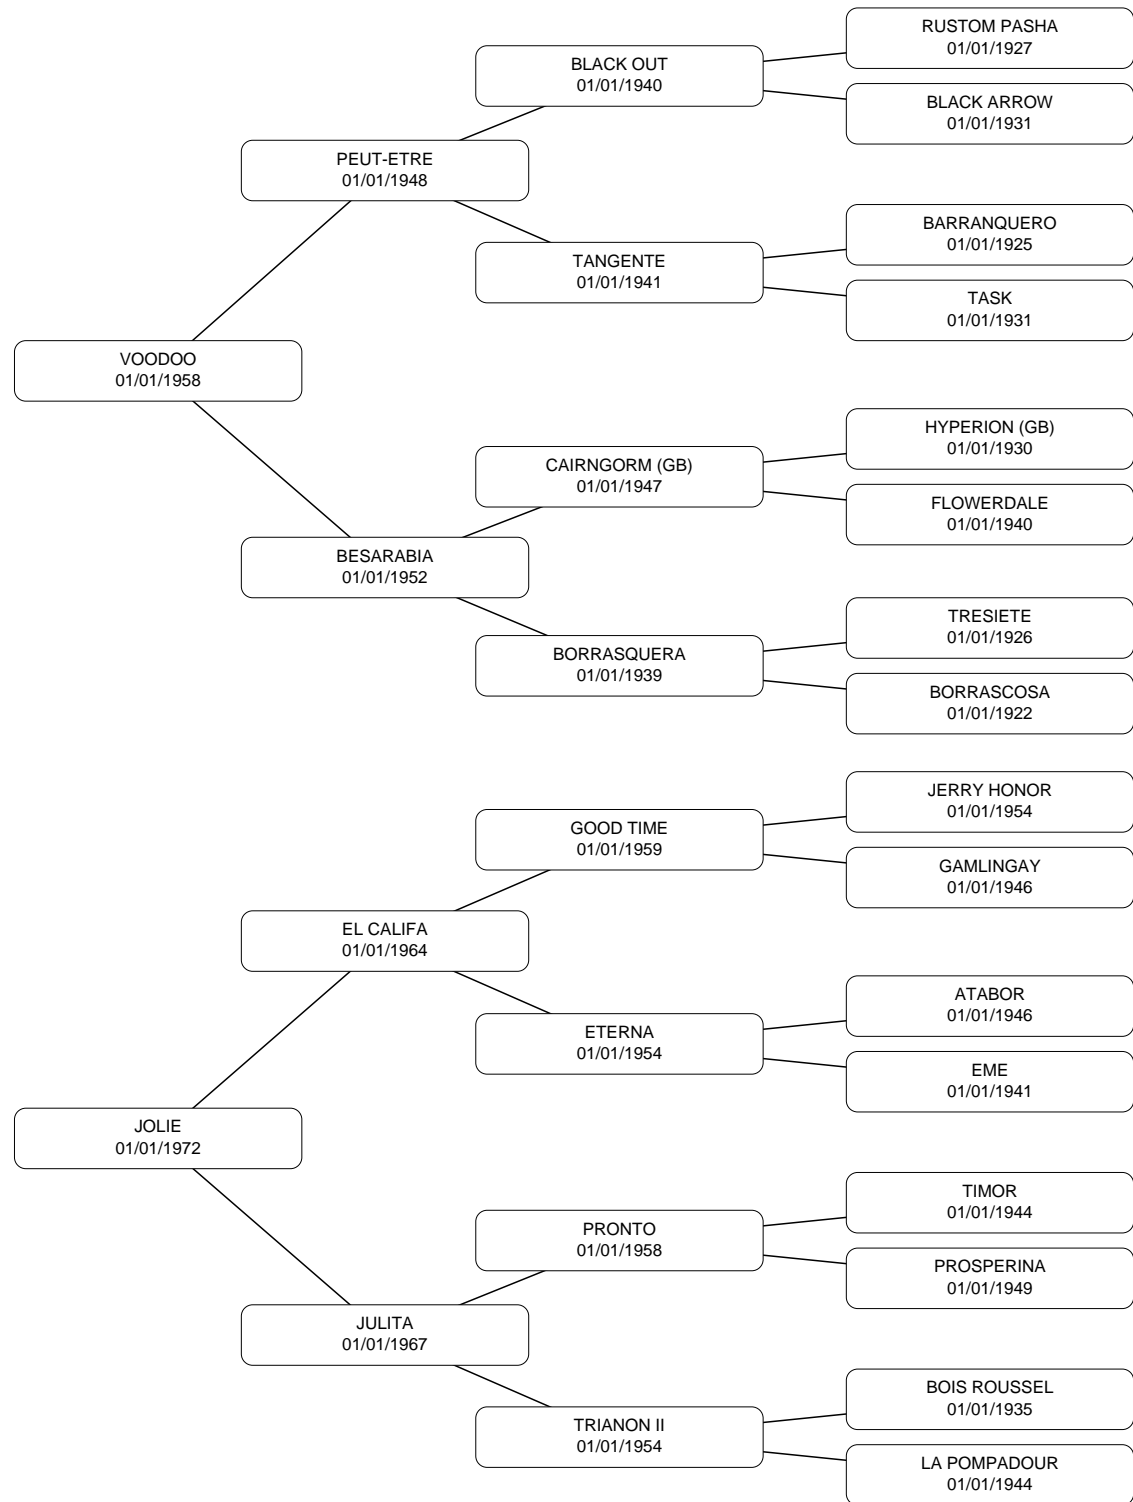 RUSTOM PASHA
01/01/1927
BLACK OUT
01/01/1940
BLACK ARROW
01/01/1931
PEUT-ETRE
01/01/1948
BARRANQUERO
01/01/1925
TANGENTE
01/01/1941
TASK
01/01/1931
VOODOO
01/01/1958
HYPERION (GB)
01/01/1930
CAIRNGORM (GB)
01/01/1947
FLOWERDALE
01/01/1940
BESARABIA
01/01/1952
TRESIETE
01/01/1926
BORRASQUERA
01/01/1939
BORRASCOSA
01/01/1922
JERRY HONOR
01/01/1954
GOOD TIME
01/01/1959
GAMLINGAY
01/01/1946
EL CALIFA
01/01/1964
ATABOR
01/01/1946
ETERNA
01/01/1954
EME
01/01/1941
JOLIE
01/01/1972
TIMOR
01/01/1944
PRONTO
01/01/1958
PROSPERINA
01/01/1949
JULITA
01/01/1967
BOIS ROUSSEL
01/01/1935
TRIANON II
01/01/1954
LA POMPADOUR
01/01/1944